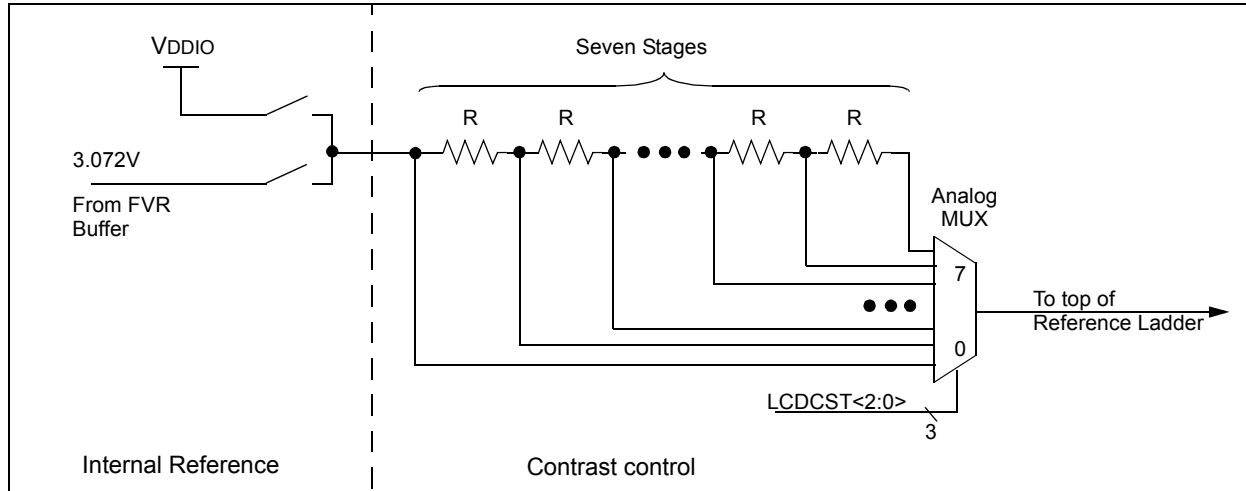 VDDIO
Seven Stages
R
R
R
R
3.072V
From FVR
Buffer
Analog
MUX
7
0
To top of
Reference Ladder
LCDCST<2:0>
3
Internal Reference
Contrast control